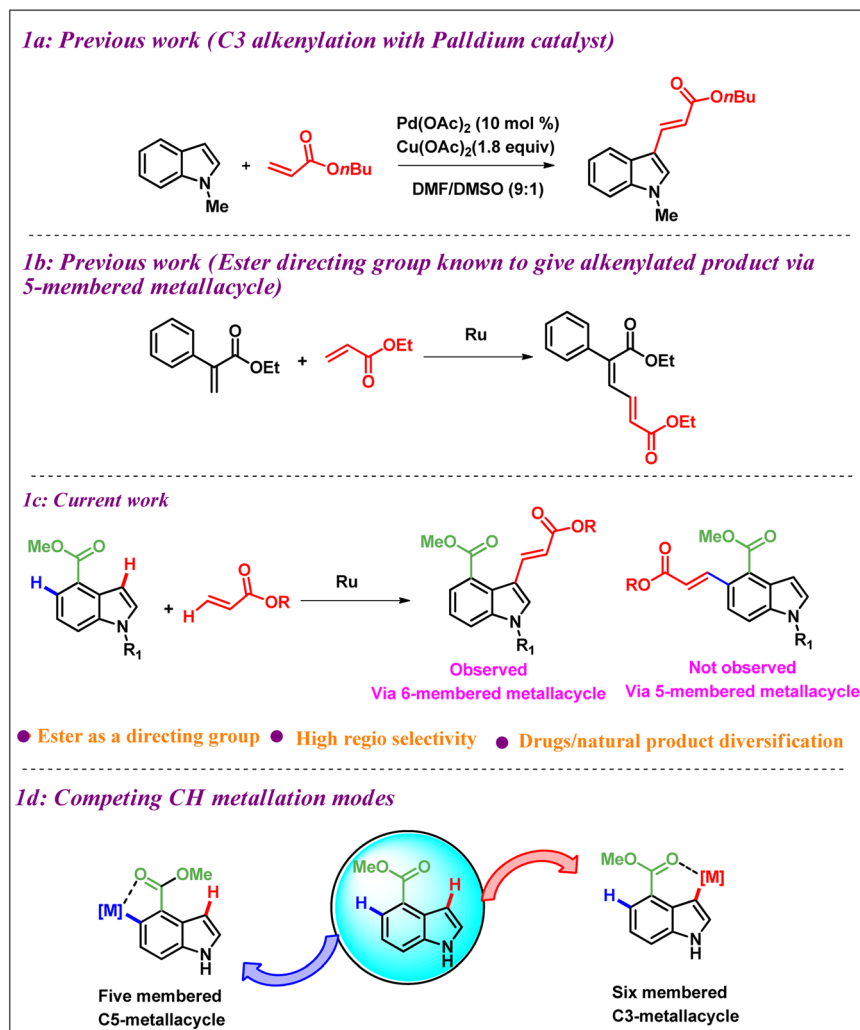 1a: Previous work (C3 alkenylation with Palldium catalyst)
O
OnBu
Pd(OAc)2 (10 mol %)
Cu(OAc)2(1.8 equiv)
DMF/DMSO (9:1)
N
Me
+
O
OnBu
N
Me
1b: Previous work (Ester directing group known to give alkenylated product via
5-membered metallacycle)
O
OEt
+
OEt
O
Ru
O
OEt
OEt
O
1c: Current work
MeO
O
H
H
N
R1
+
H
O
OR
Ru
O
OR
MeO
O
N
R1
O
RO
MeO
O
N
R1
Observed
Via 6-membered metallacycle
Not observed
Via 5-membered metallacycle
Ester as a directing group
High regio selectivity
Drugs/natural product diversification
1d: Competing CH metallation modes
O
OMe
[M]
H
N
H
Five membered
C5-metallacycle
MeO
O
H
H
N
H
MeO
O
[M]
H
N
H
Six membered
C3-metallacycle